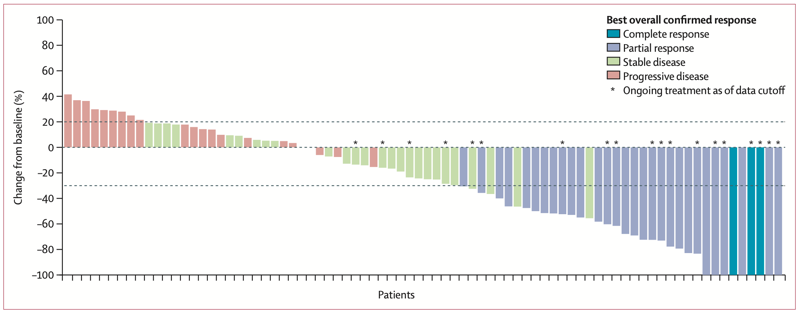 Best overall confirmed response
Complete response
Partial response
Stable disease
Progressive disease
* Ongoing treatment as of data cutoff
Change from baseline (%)
100
80
60
40
20
0
−20
−40
−60
−80
−100
* * * * * * * * * * * * * * * * * * * *
Patients